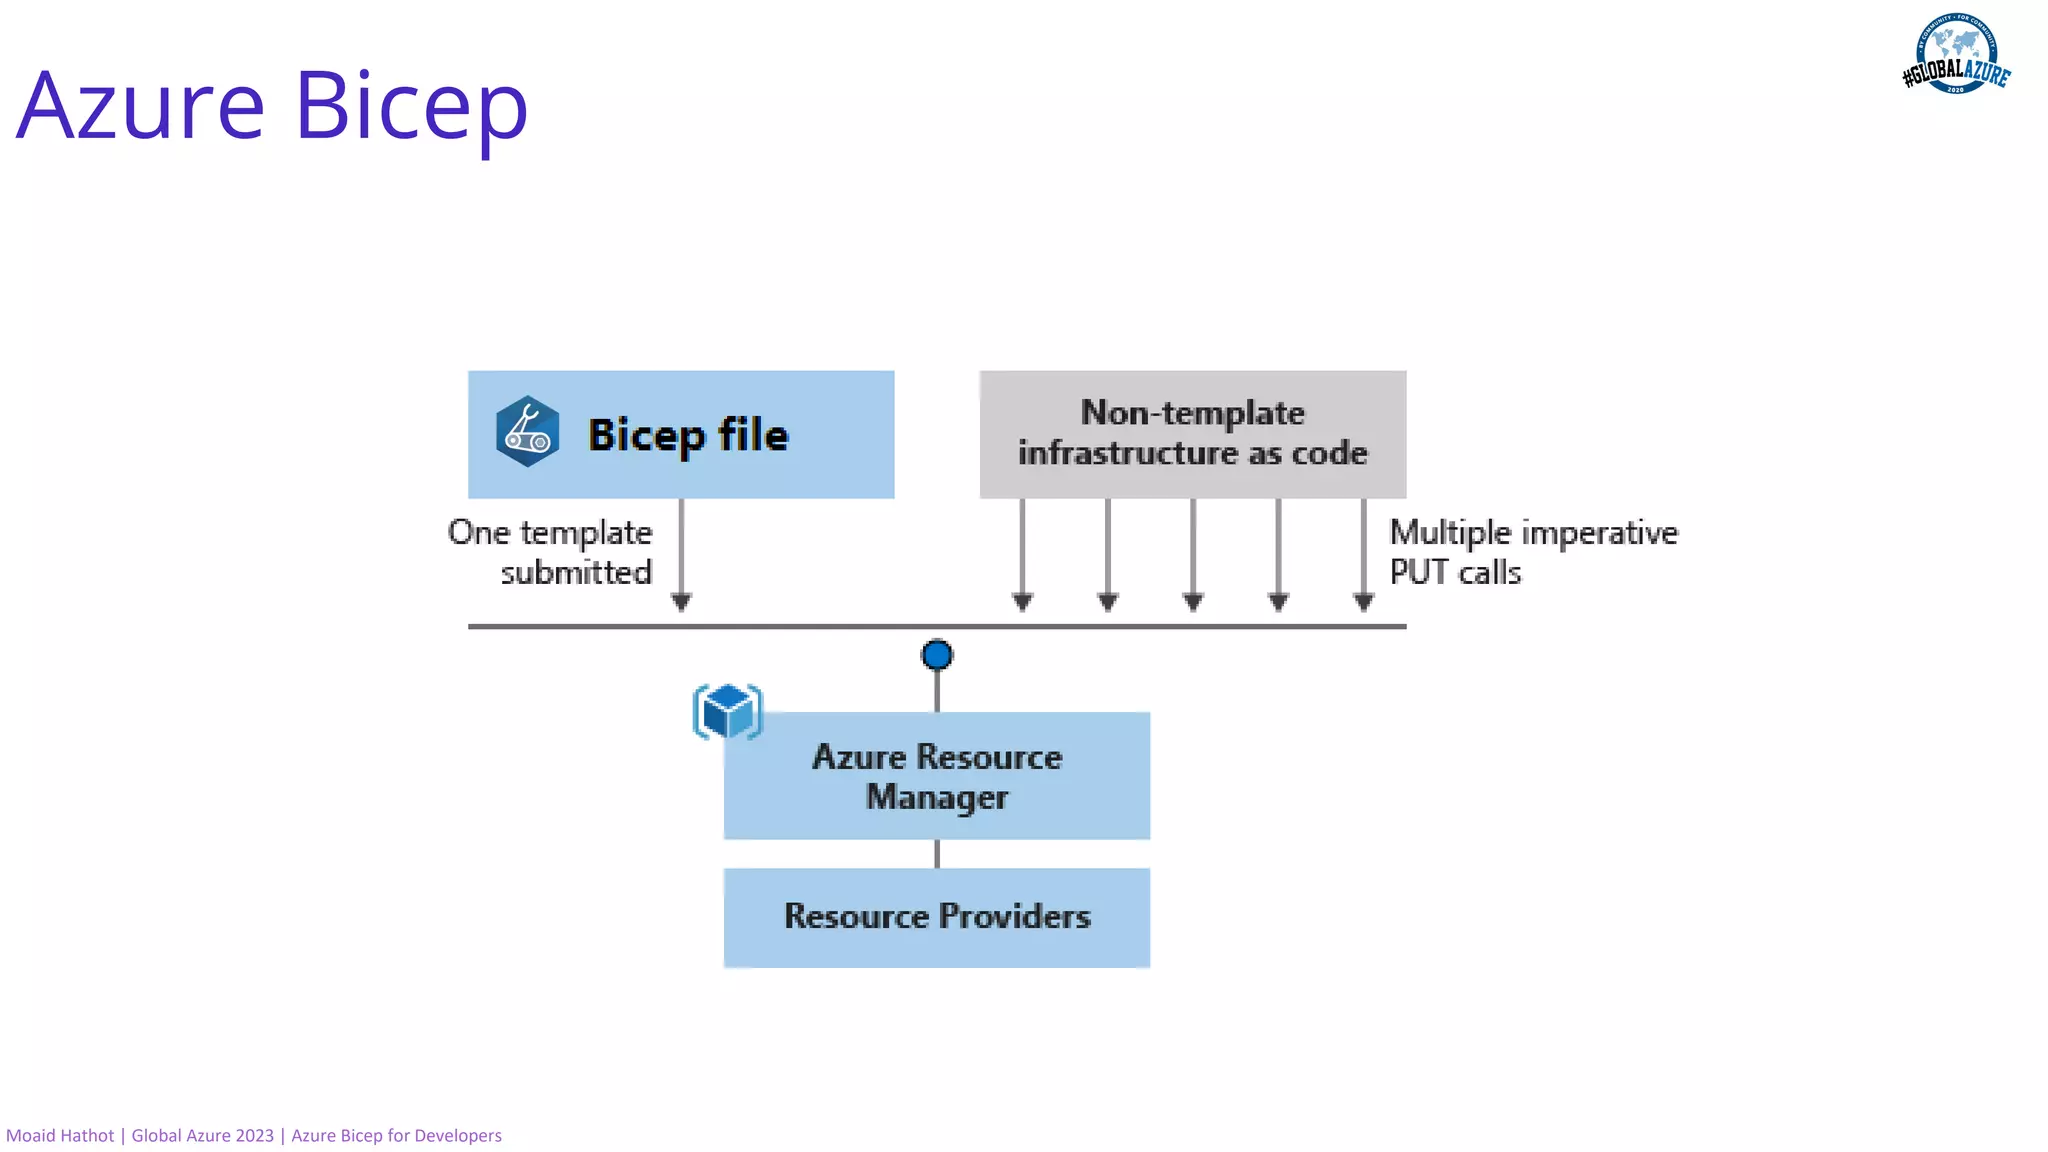 Azure Bicep
BY COMMUNITY • FOR COMMUNITY
#GLOBALAZURE
2020
Bicep file
Non-template
infrastructure as code
One template
submitted
Multiple imperative
PUT calls
Azure Resource
Manager
Resource Providers
Moaid Hathot | Global Azure 2023 | Azure Bicep for Developers